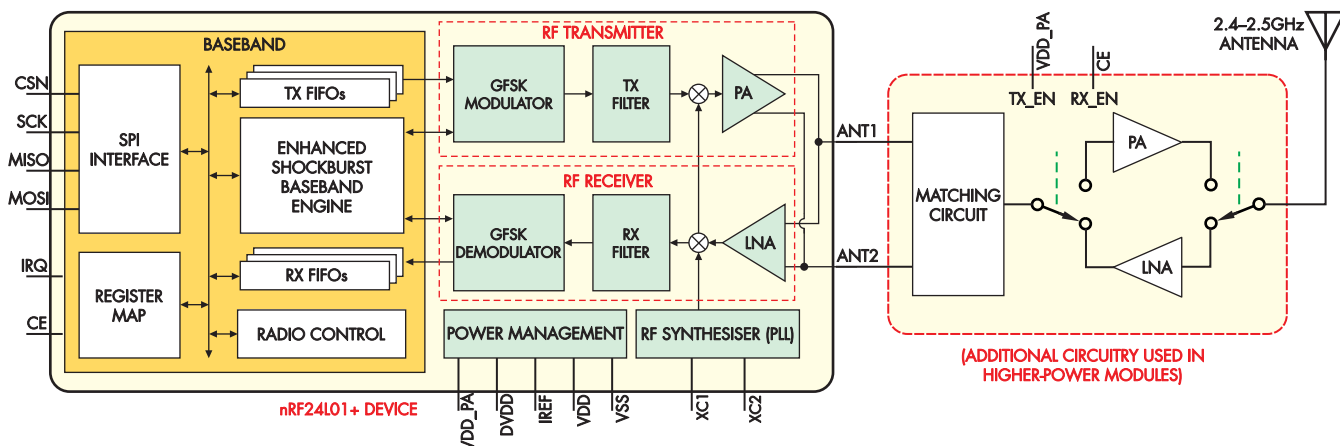 BASEBAND
CSN
SCK
MISO
MOSI
IRQ
CE
SPI
INTERFACE
REGISTER
MAP
TX FIFOs
ENHANCED
SHOCKBURST
BASEBAND
ENGINE
RX FIFOs
RADIO CONTROL
RF TRANSMITTER
GFSK
MODULATOR
TX
FILTER
PA
RF RECEIVER
GFSK
DEMODULATOR
RX
FILTER
LNA
POWER MANAGEMENT
RF SYNTHESISER (PLL)
nRF24L01+ DEVICE
VDD_PA
DVDD
IREF
VDD
VSS
XC1
XC2
ANT1
ANT2
MATCHING
CIRCUIT
VDD_PA
TX_EN
CE
RX_EN
PA
LNA
2.4–2.5GHz
ANTENNA
(ADDITIONAL CIRCUITRY USED IN
HIGHER-POWER MODULES)